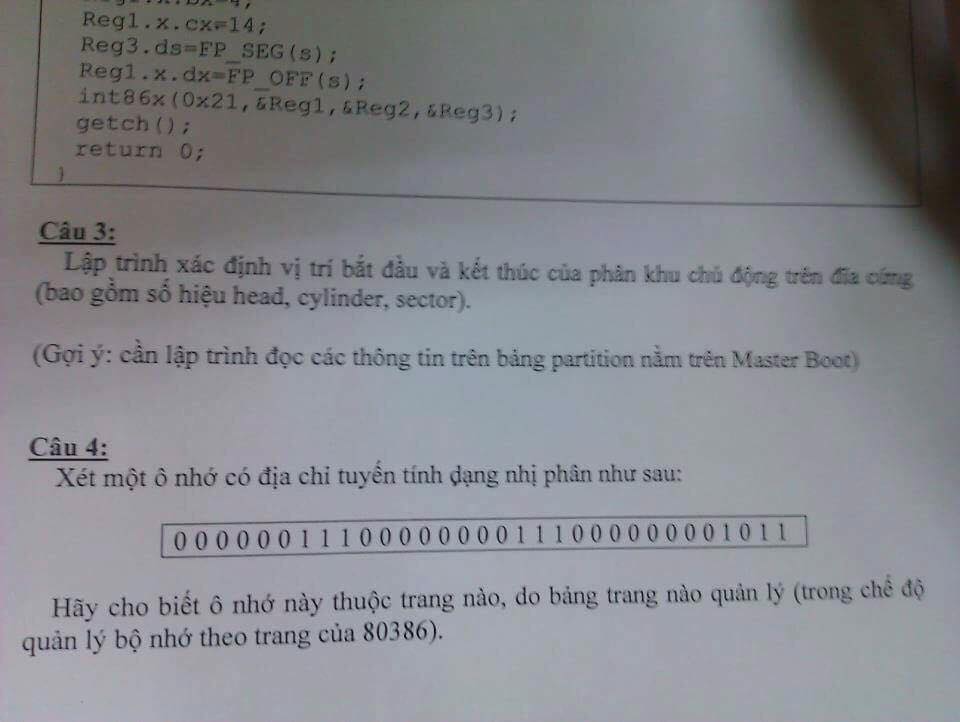 Reg1.x.cx=14;
Reg3.ds=FP_SEG(s);
Reg1.x.dx=FP_OFF(s);
int86x(0x21,&Reg1,&Reg2,&Reg3);
getch();
return 0;
}
Câu 3:
Lập trình xác định vị trí bắt đầu và kết thúc của phân khu chủ động trên đĩa cứng
(bao gồm số hiệu head, cylinder, sector).
(Gợi ý: cần lập trình đọc các thông tin trên bảng partition nằm trên Master Boot)
Câu 4:
Xét một ô nhớ có địa chỉ tuyến tính dạng nhị phân như sau:
0 0 0 0 0 0 1 1 1 0 0 0 0 0 0 0 0 1 1 1 0 0 0 0 0 0 0 0 1 0 1 1
Hãy cho biết ô nhớ này thuộc trang nào, do bảng trang nào quản lý (trong chế độ
quản lý bộ nhớ theo trang của 80386).